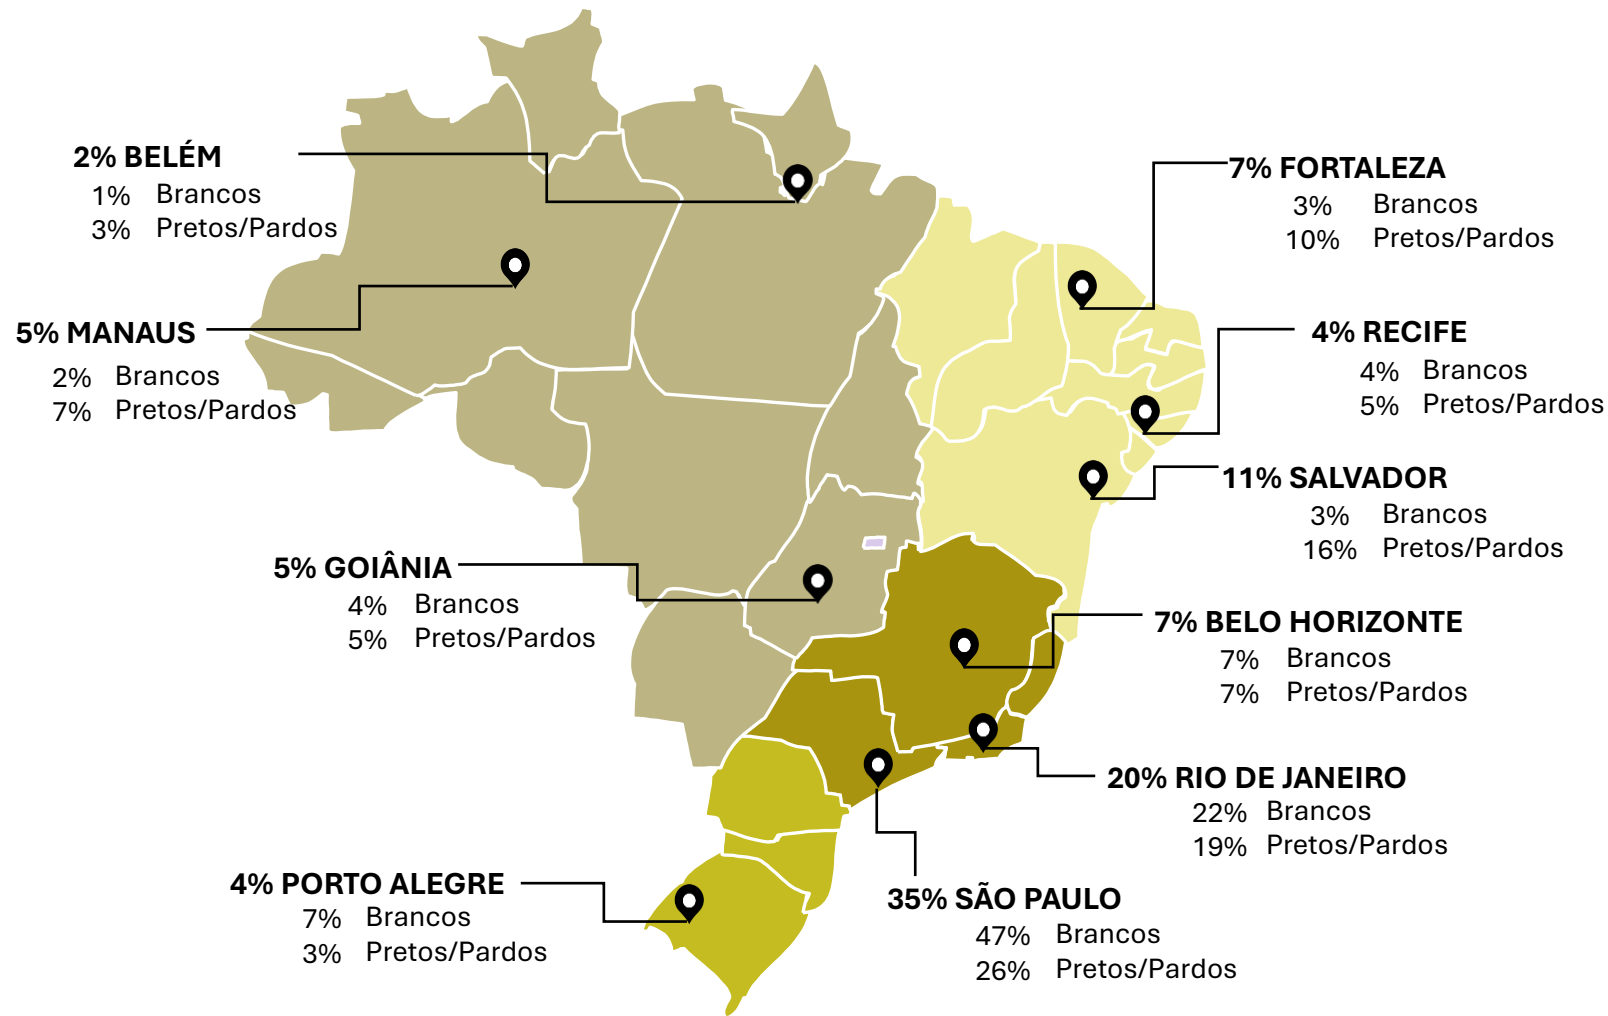 2% BELÉM
1% Brancos
3% Pretos/Pardos
5% MANAUS
2% Brancos
7% Pretos/Pardos
5% GOIÂNIA
4% Brancos
5% Pretos/Pardos
4% PORTO ALEGRE
7% Brancos
3% Pretos/Pardos
7% FORTALEZA
3% Brancos
10% Pretos/Pardos
4% RECIFE
4% Brancos
5% Pretos/Pardos
11% SALVADOR
3% Brancos
16% Pretos/Pardos
7% BELO HORIZONTE
7% Brancos
7% Pretos/Pardos
20% RIO DE JANEIRO
22% Brancos
19% Pretos/Pardos
35% SÃO PAULO
47% Brancos
26% Pretos/Pardos